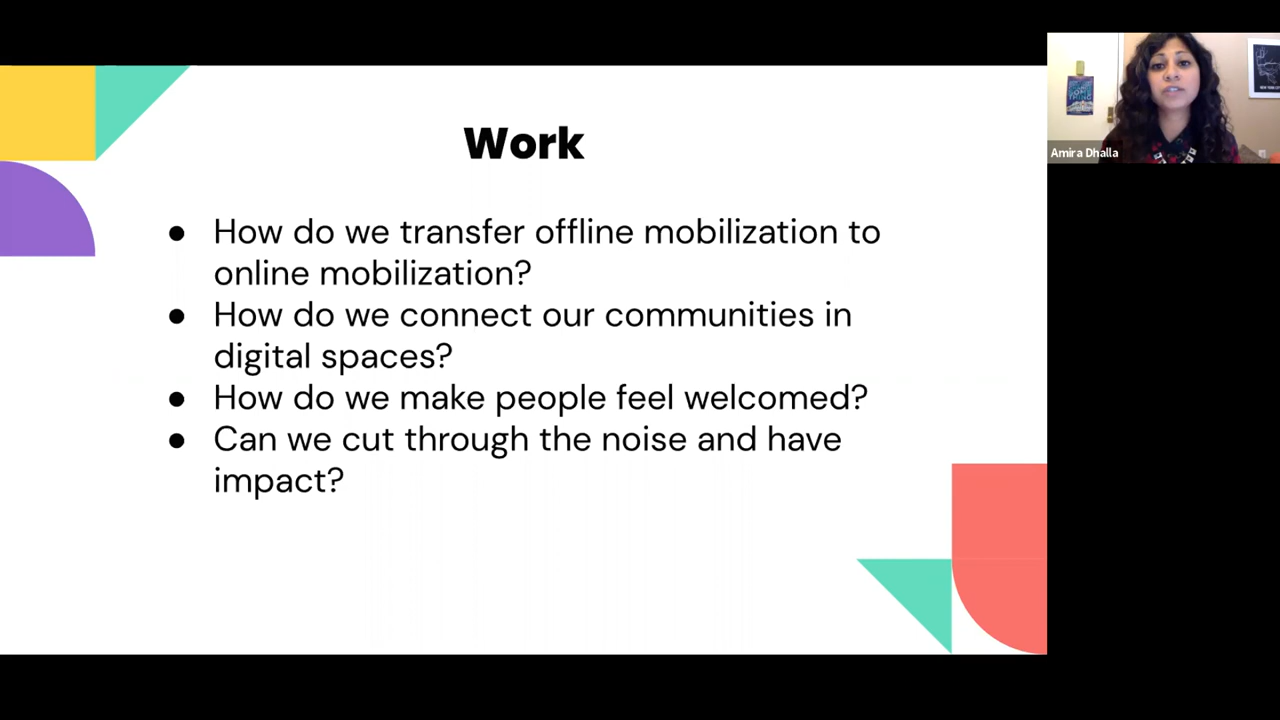 Work
● How do we transfer offline mobilization to
online mobilization?
● How do we connect our communities in
digital spaces?
● How do we make people feel welcomed?
● Can we cut through the noise and have
impact?
Amira Dhalla